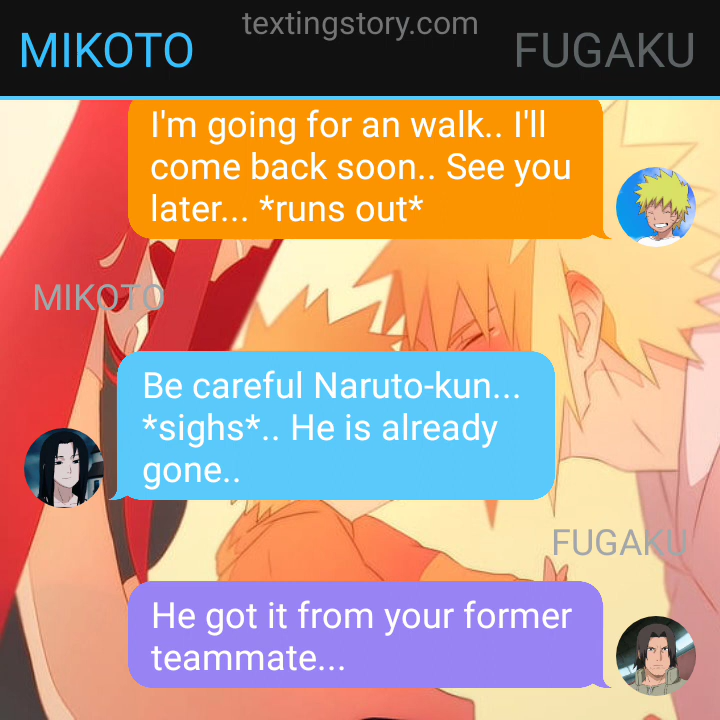 textingstory.com
MIKOTO
FUGAKU
I'm going for an walk.. I'll
come back soon.. See you
later... *runs out*
MIKOTO
Be careful Naruto-kun...
*sighs*.. He is already
gone..
FUGAKU
He got it from your former
teammate...